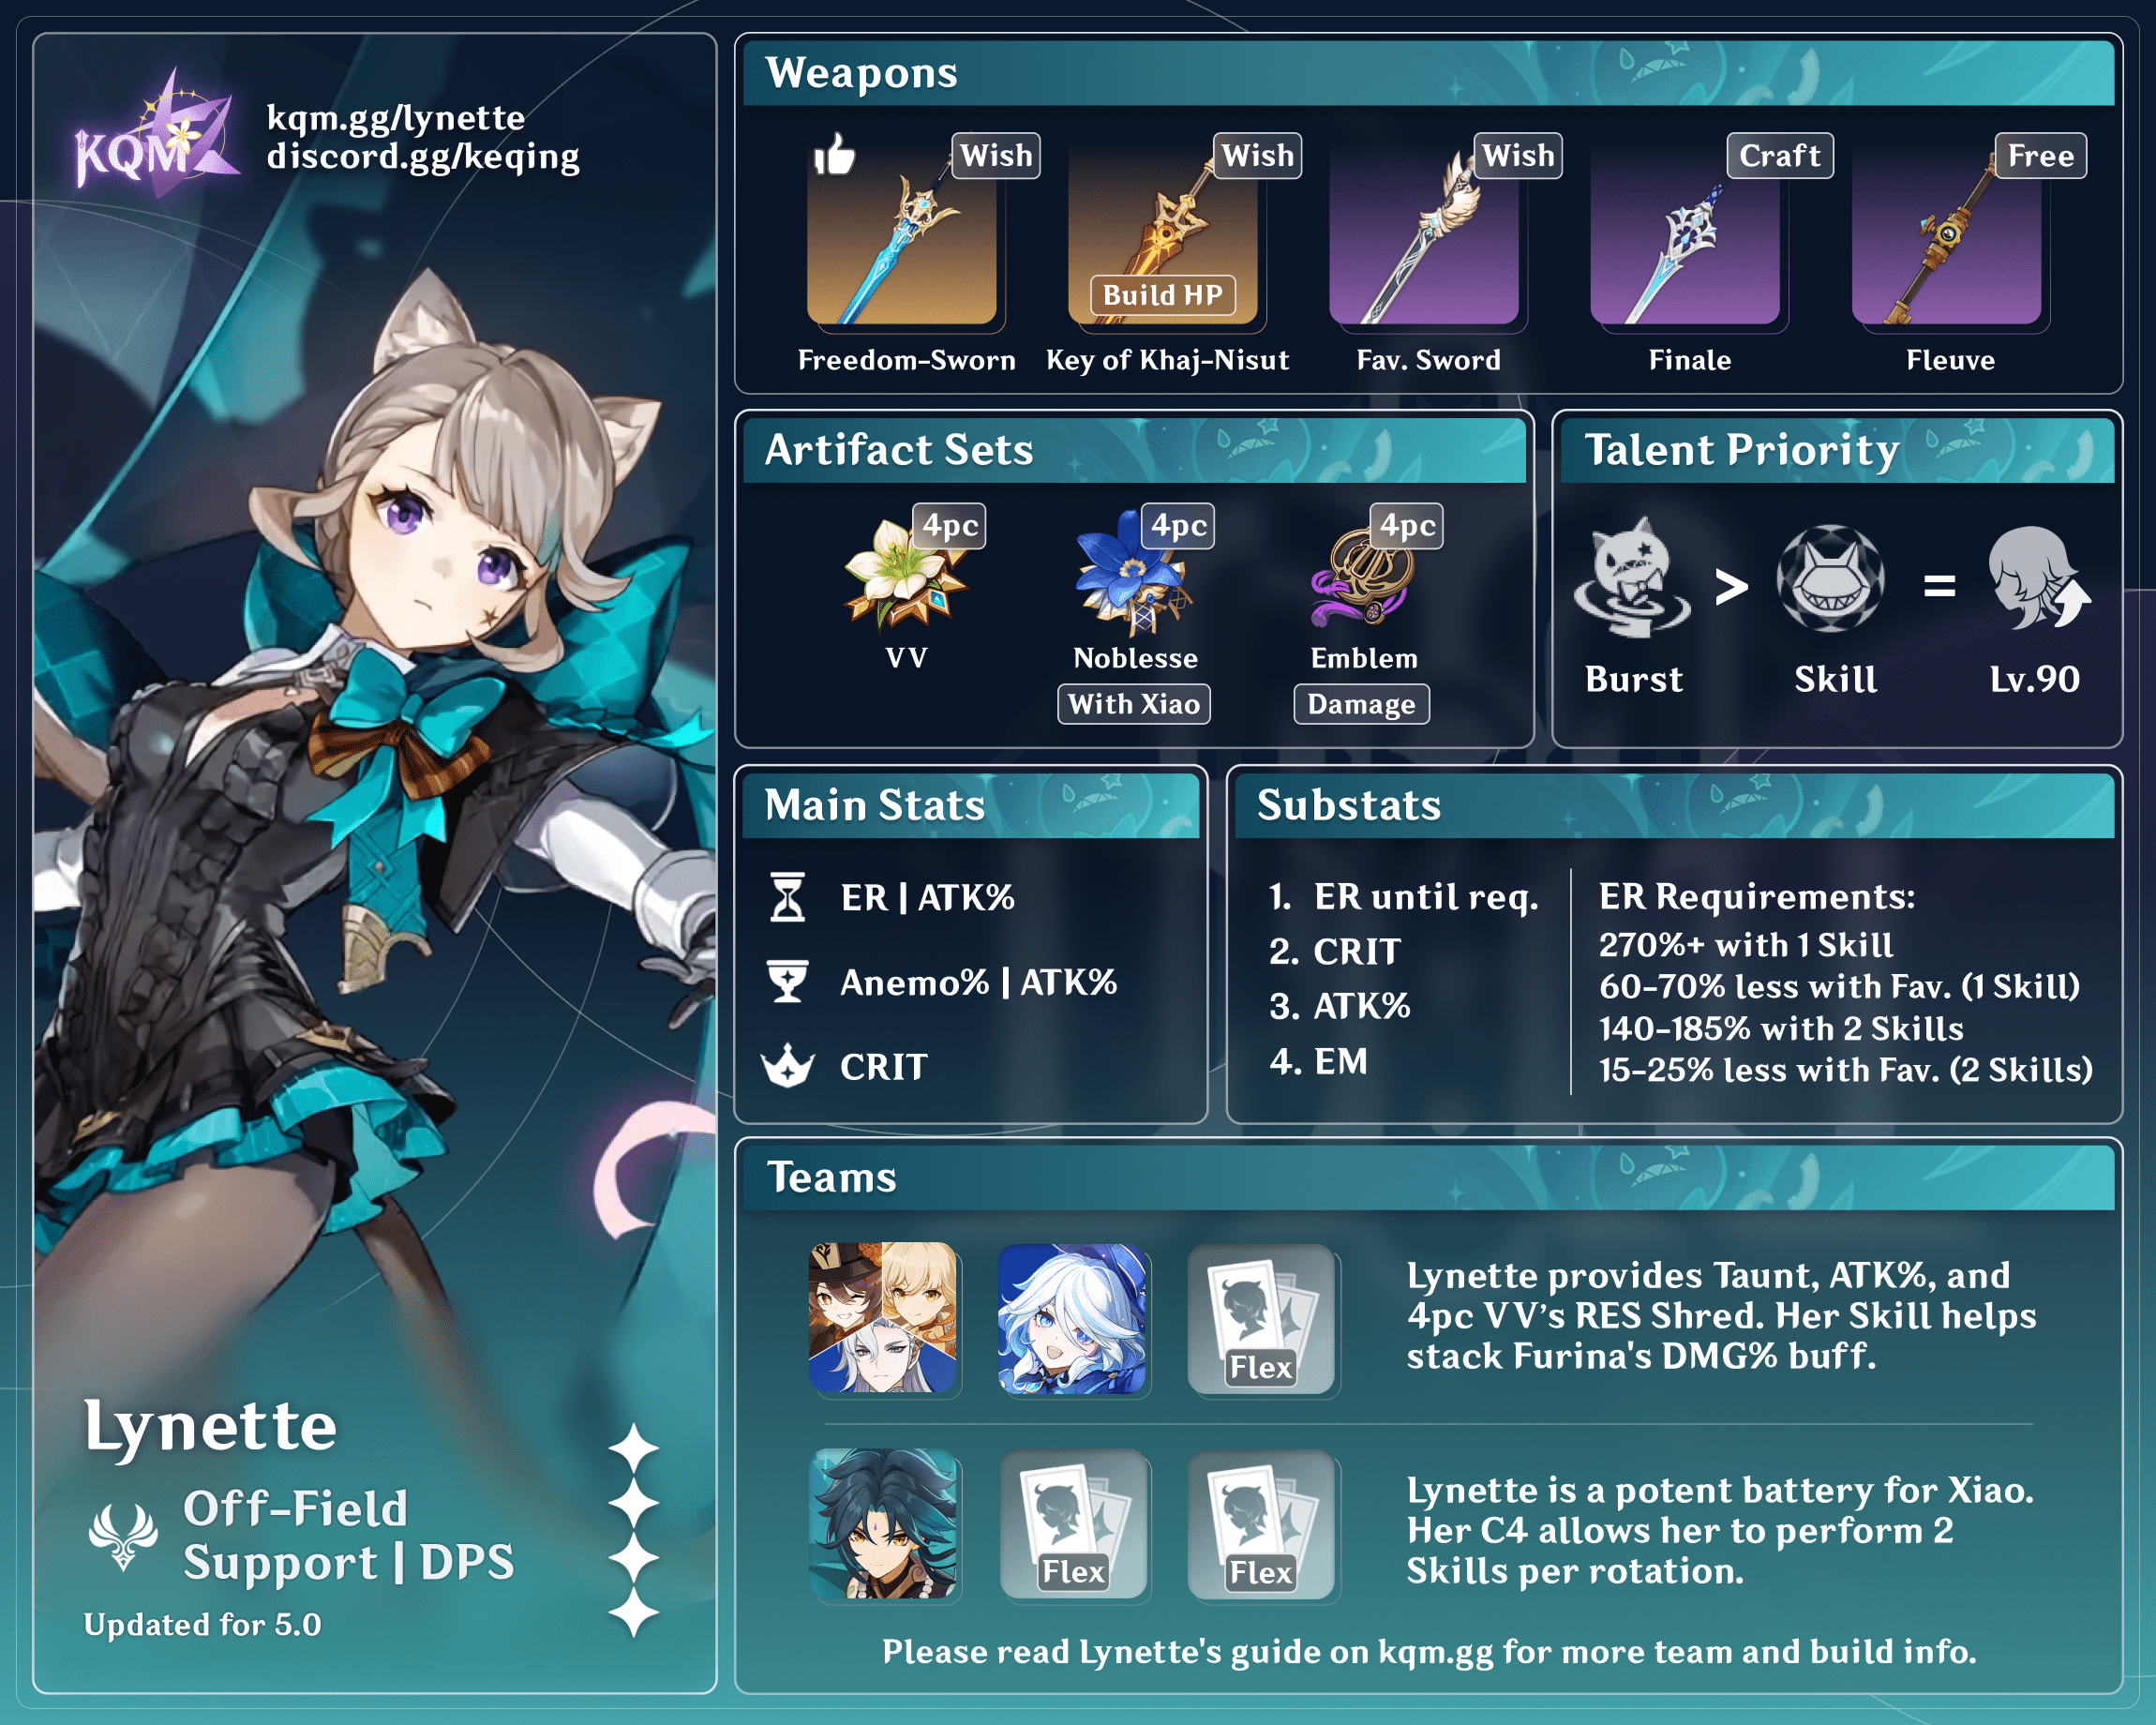 KQM
kqm.gg/lynette
discord.gg/keqing
Lynette
Off-Field
Support | DPS
Updated for 5.0
Weapons
Wish
Wish
Wish
Craft
Free
Build HP
Freedom-Sworn
Key of Khaj-Nisut
Fav. Sword
Finale
Fleuve
Artifact Sets
4pc
4pc
4pc
VV
Noblesse
Emblem
With Xiao
Damage
Talent Priority
>
=
Burst
Skill
Lv.90
Main Stats
ER | ATK%
Anemo% | ATK%
CRIT
Substats
1. ER until req.
2. CRIT
3. ATK%
4. EM
ER Requirements:
270%+ with 1 Skill
60-70% less with Fav. (1 Skill)
140-185% with 2 Skills
15-25% less with Fav. (2 Skills)
Teams
Flex
Lynette provides Taunt, ATK%, and
4pc VV’s RES Shred. Her Skill helps
stack Furina's DMG% buff.
Flex
Flex
Lynette is a potent battery for Xiao.
Her C4 allows her to perform 2
Skills per rotation.
Please read Lynette's guide on kqm.gg for more team and build info.